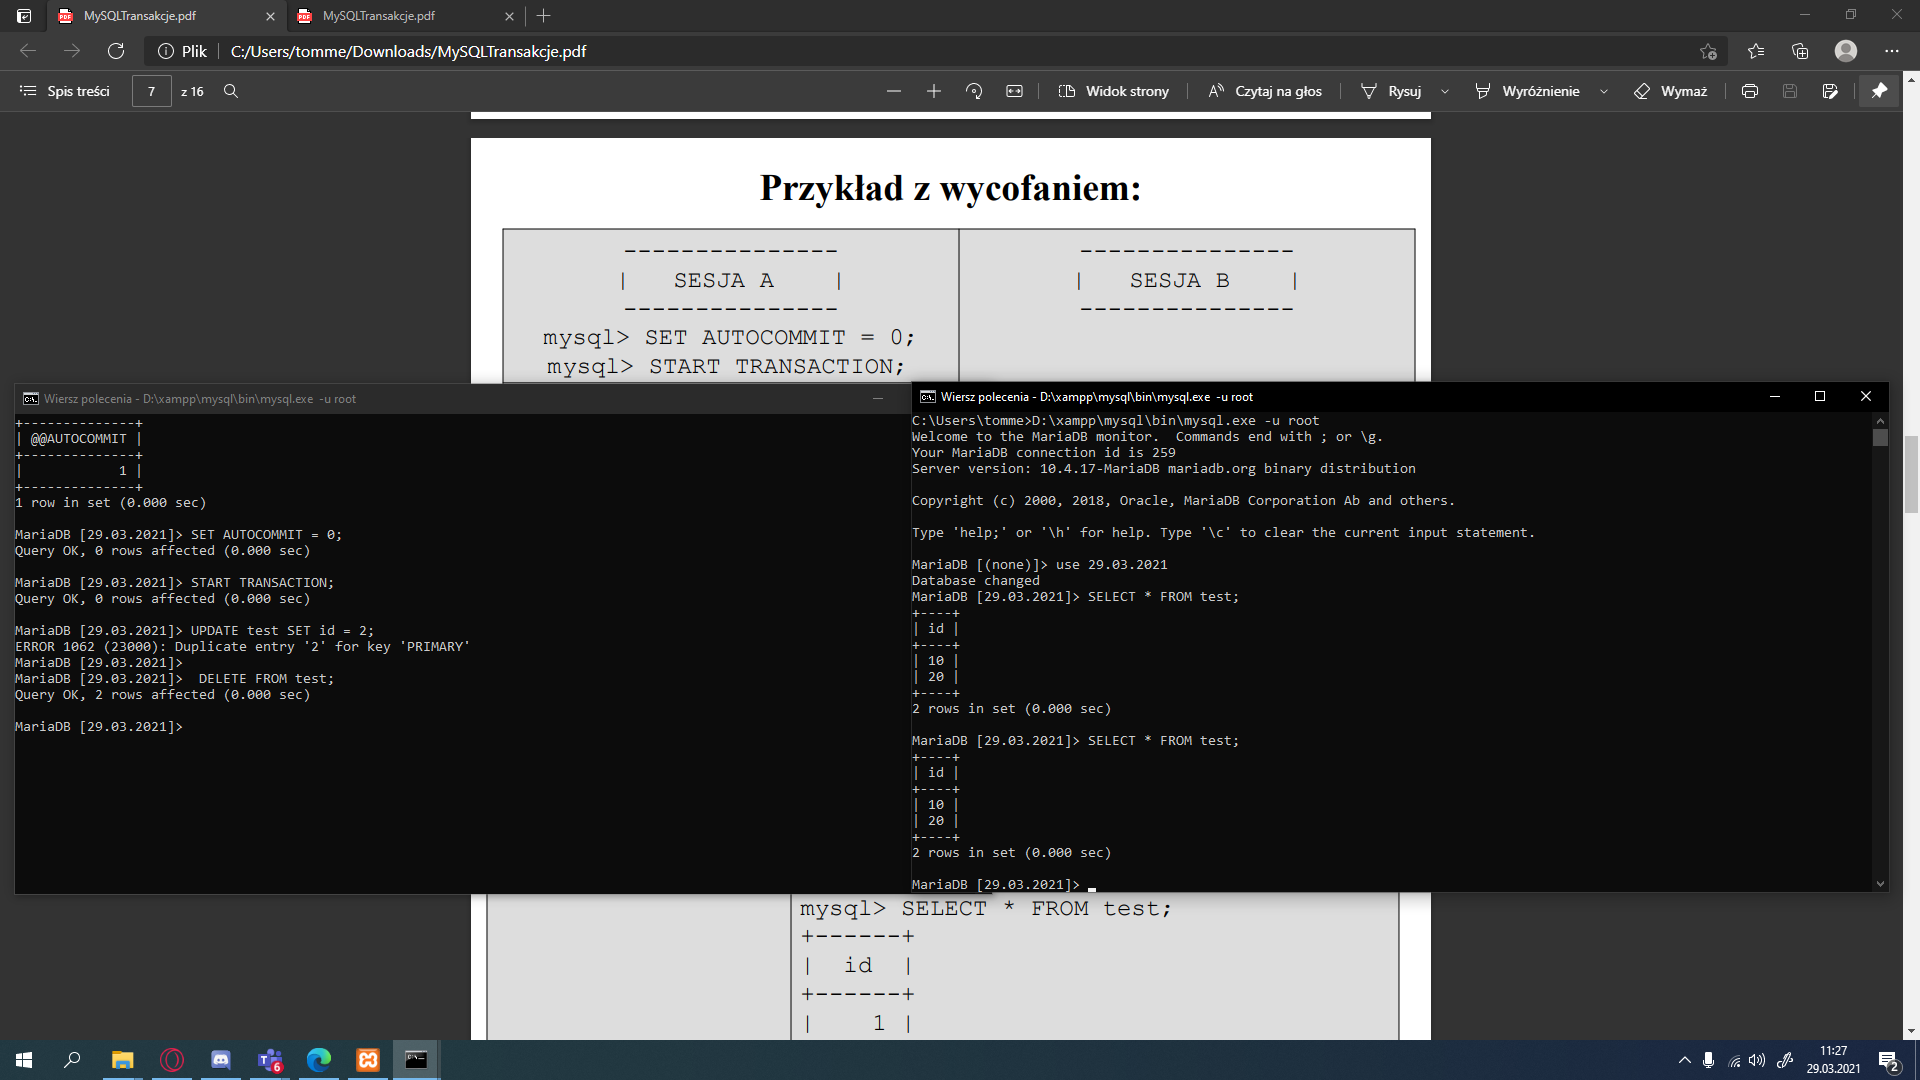 MySQLTransakcje.pdf
MySQLTransakcje.pdf
Plik
C:/Users/tomme/Downloads/MySQLTransakcje.pdf
Spis treści
7
z 16
Widok strony
Czytaj na głos
Rysuj
Wyróżnienie
Wymaż
Przykład z wycofaniem:
---------------
| SESJA A |
---------------
mysql> SET AUTOCOMMIT = 0;
mysql> START TRANSACTION;
---------------
| SESJA B |
---------------
Wiersz polecenia - D:\xampp\mysql\bin\mysql.exe -u root
+--------------+
| @@AUTOCOMMIT |
+--------------+
|            1 |
+--------------+
1 row in set (0.000 sec)
MariaDB [29.03.2021]> SET AUTOCOMMIT = 0;
Query OK, 0 rows affected (0.000 sec)
MariaDB [29.03.2021]> START TRANSACTION;
Query OK, 0 rows affected (0.000 sec)
MariaDB [29.03.2021]> UPDATE test SET id = 2;
ERROR 1062 (23000): Duplicate entry '2' for key 'PRIMARY'
MariaDB [29.03.2021]>
MariaDB [29.03.2021]>  DELETE FROM test;
Query OK, 2 rows affected (0.000 sec)
MariaDB [29.03.2021]>
Wiersz polecenia - D:\xampp\mysql\bin\mysql.exe -u root
C:\Users\tomme>D:\xampp\mysql\bin\mysql.exe -u root
Welcome to the MariaDB monitor.  Commands end with ; or \g.
Your MariaDB connection id is 259
Server version: 10.4.17-MariaDB mariadb.org binary distribution
Copyright (c) 2000, 2018, Oracle, MariaDB Corporation Ab and others.
Type 'help;' or '\h' for help. Type '\c' to clear the current input statement.
MariaDB [(none)]> use 29.03.2021
Database changed
MariaDB [29.03.2021]> SELECT * FROM test;
+----+
| id |
+----+
| 10 |
| 20 |
+----+
2 rows in set (0.000 sec)
MariaDB [29.03.2021]> SELECT * FROM test;
+----+
| id |
+----+
| 10 |
| 20 |
+----+
2 rows in set (0.000 sec)
MariaDB [29.03.2021]>
mysql> SELECT * FROM test;
+------+
| id |
+------+
| 1 |
6
11:27
29.03.2021
2